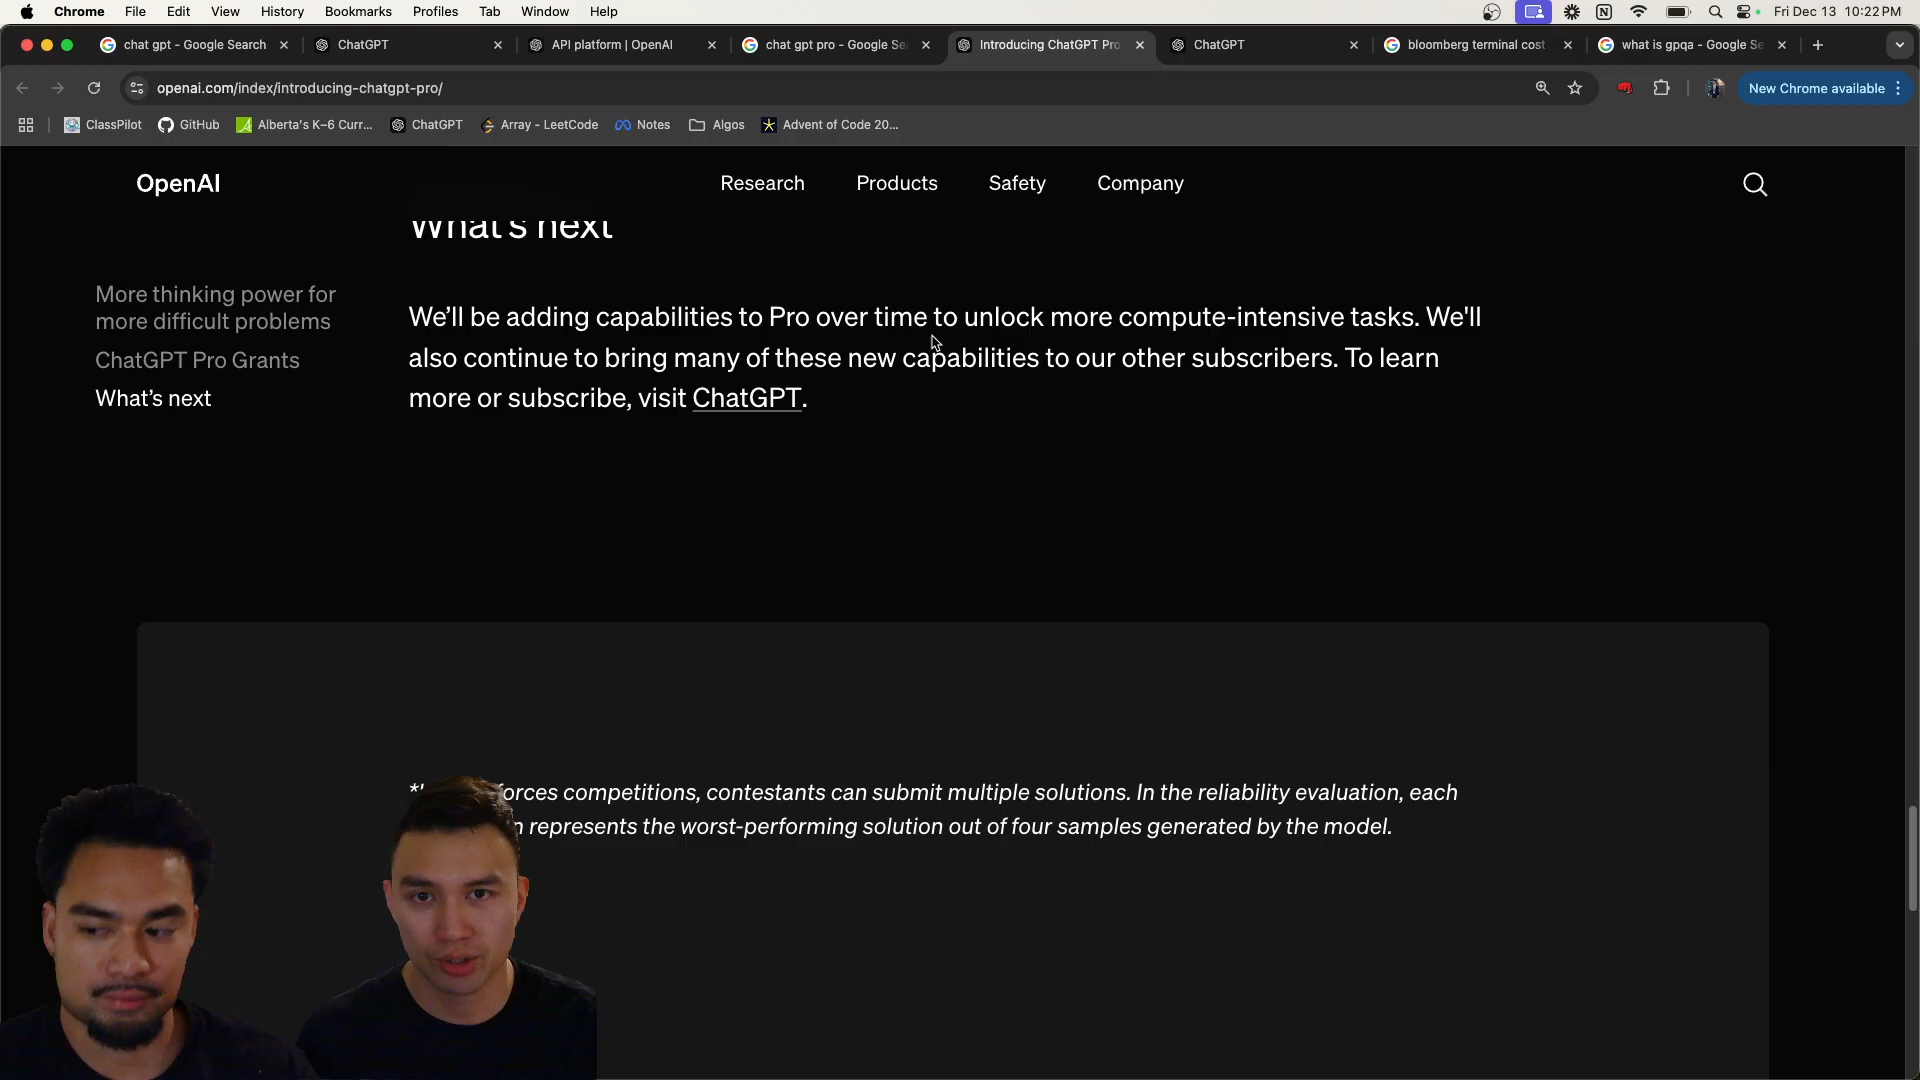 Chrome File Edit View History Bookmarks Profiles Tab Window Help Fri Dec 13 10:22 PM
chat gpt - Google Search ChatGPT API platform | OpenAI chat gpt pro - Google Se Introducing ChatGPT Pro ChatGPT bloomberg terminal cost what is gpqa - Google Se
openai.com/index/introducing-chatgpt-pro/ New Chrome available
ClassPilot GitHub Alberta's K–6 Curr... ChatGPT Array - LeetCode Notes Algos Advent of Code 20...
OpenAI Research Products Safety Company
What's next
More thinking power for
more difficult problems
ChatGPT Pro Grants
What's next
We'll be adding capabilities to Pro over time to unlock more compute-intensive tasks. We'll
also continue to bring many of these new capabilities to our other subscribers. To learn
more or subscribe, visit ChatGPT.
forces competitions, contestants can submit multiple solutions. In the reliability evaluation, each
represents the worst-performing solution out of four samples generated by the model.